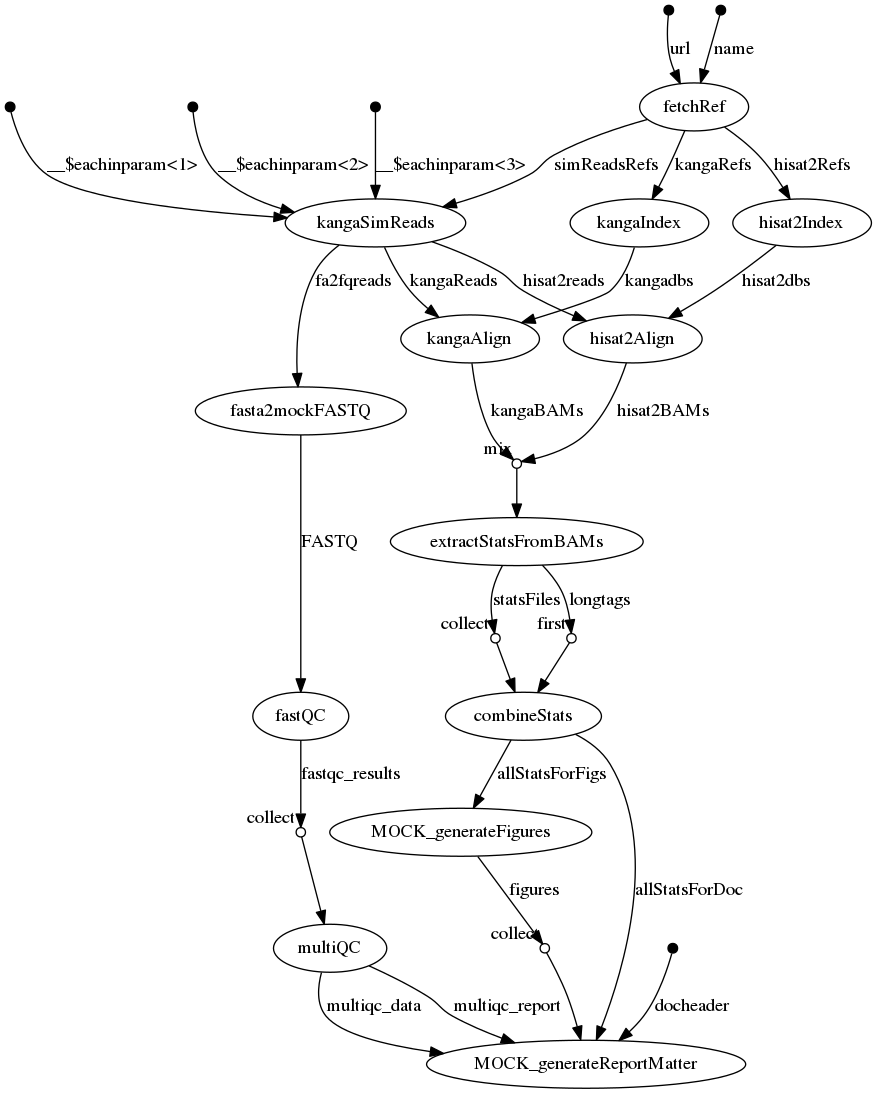 url
name
fetchRef
__$eachinparam<1>
__$eachinparam<2>
__$eachinparam<3>
simReadsRefs
kangaRefs
hisat2Refs
kangaSimReads
kangaIndex
hisat2Index
fa2fqreads
kangaReads
hisat2reads
kangadbs
hisat2dbs
kangaAlign
hisat2Align
fasta2mockFASTQ
kangaBAMs
hisat2BAMs
mix
extractStatsFromBAMs
FASTQ
statsFiles
longtags
collect
first
fastQC
combineStats
fastqc_results
allStatsForFigs
collect
MOCK_generateFigures
figures
allStatsForDoc
collect
multiQC
multiqc_data
multiqc_report
docheader
MOCK_generateReportMatter